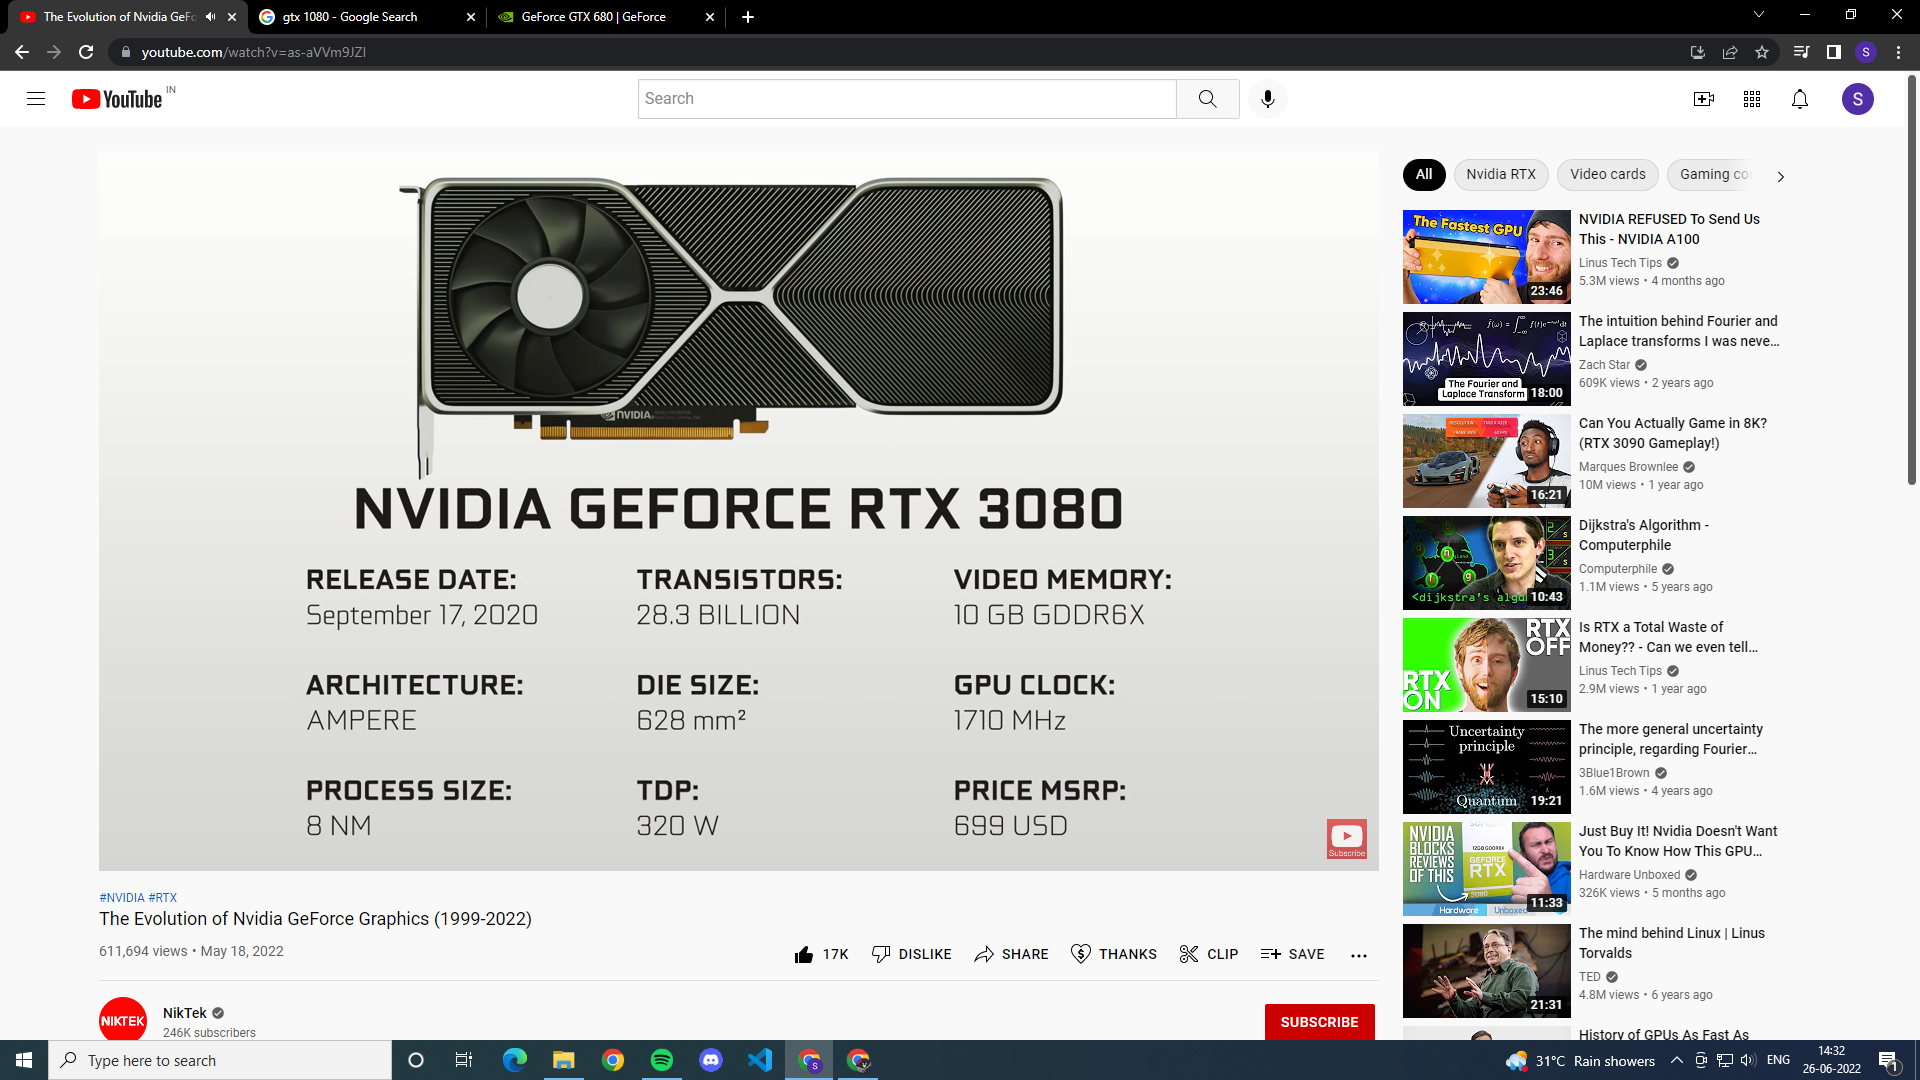 The Evolution of Nvidia GeFo
gtx 1080 - Google Search
GeForce GTX 680 | GeForce
youtube.com/watch?v=as-aVVm9JZI
S
YouTube IN
Search
S
NVIDIA
NVIDIA GEFORCE RTX 3080
RELEASE DATE:
September 17, 2020
TRANSISTORS:
28.3 BILLION
VIDEO MEMORY:
10 GB GDDR6X
ARCHITECTURE:
AMPERE
DIE SIZE:
628 mm²
GPU CLOCK:
1710 MHz
PROCESS SIZE:
8 NM
TDP:
320 W
PRICE MSRP:
699 USD
Subscribe
#NVIDIA #RTX
The Evolution of Nvidia GeForce Graphics (1999-2022)
611,694 views • May 18, 2022
17K
DISLIKE
SHARE
THANKS
CLIP
SAVE
NIKTEK
NikTek
246K subscribers
SUBSCRIBE
All
Nvidia RTX
Video cards
Gaming co
The Fastest GPU
23:46
NVIDIA REFUSED To Send Us
This - NVIDIA A100
Linus Tech Tips
5.3M views • 4 months ago
The Fourier and
Laplace Transform
18:00
The intuition behind Fourier and
Laplace transforms I was neve...
Zach Star
609K views • 2 years ago
16:21
Can You Actually Game in 8K?
(RTX 3090 Gameplay!)
Marques Brownlee
10M views • 1 year ago
<dijkstra's algo
10:43
Dijkstra's Algorithm -
Computerphile
Computerphile
1.1M views • 5 years ago
RTX
OFF
RTX
ON
15:10
Is RTX a Total Waste of
Money?? - Can we even tell...
Linus Tech Tips
2.9M views • 1 year ago
Uncertainty
principle
Quantum
19:21
The more general uncertainty
principle, regarding Fourier...
3Blue1Brown
1.6M views • 4 years ago
NVIDIA
BLOCKS
REVIEWS
OF THIS
GEFORCE
RTX
3080
Hardware Unboxed
11:33
Just Buy It! Nvidia Doesn't Want
You To Know How This GPU...
Hardware Unboxed
326K views • 5 months ago
21:31
The mind behind Linux | Linus
Torvalds
TED
4.8M views • 6 years ago
History of GPUs As Fast As
Type here to search
31°C Rain showers
ENG
14:32
26-06-2022
1